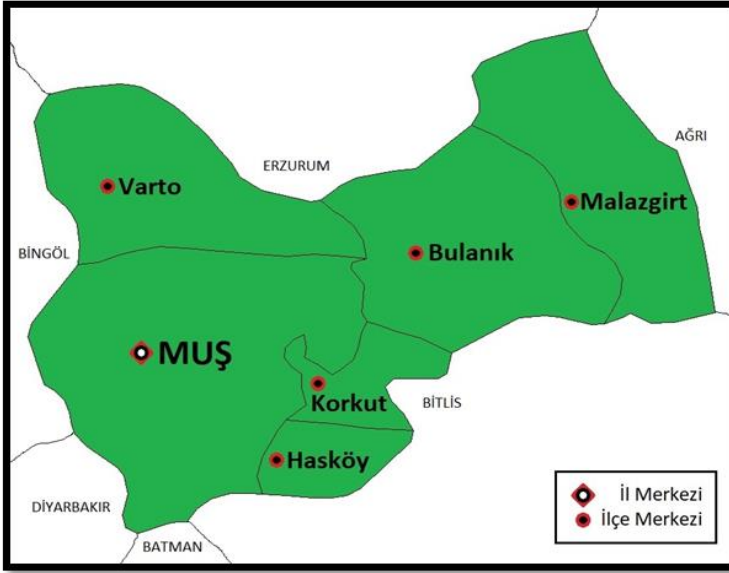 AĞRI
ERZURUM
Varto
Malazgirt
BİNGÖL
Bulanık
MUŞ
Korkut
BİTLİS
Hasköy
DİYARBAKIR
BATMAN
İl Merkezi
İlçe Merkezi